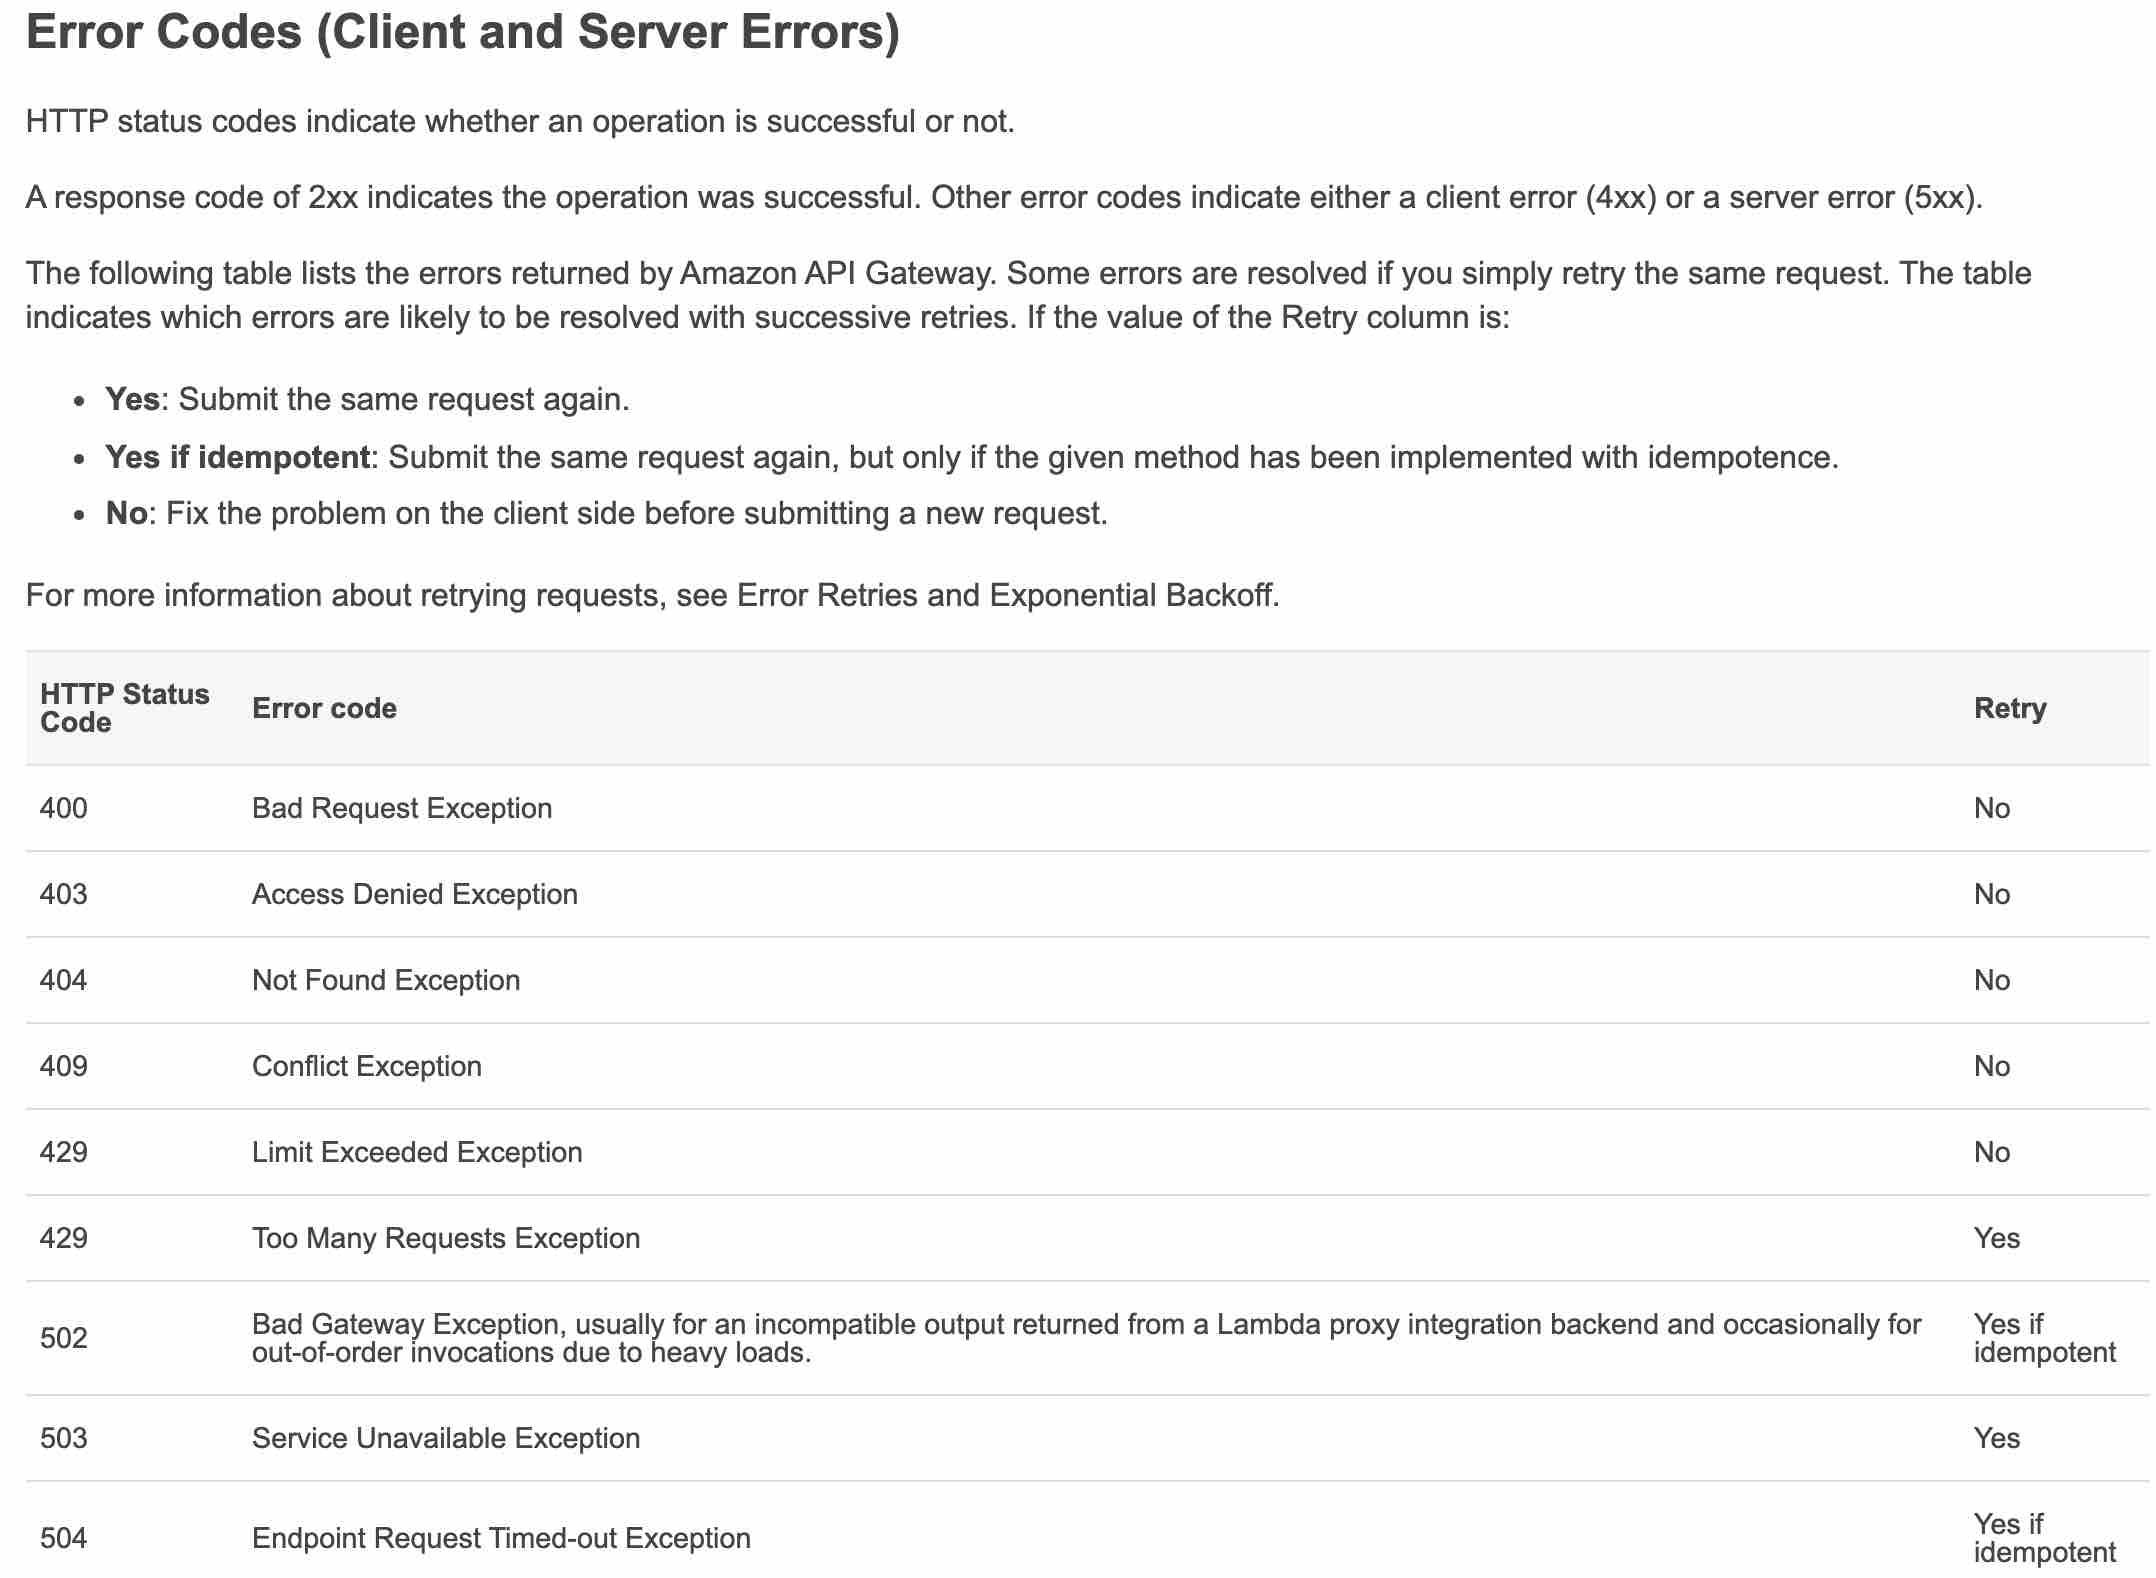 Error Codes (Client and Server Errors)
HTTP status codes indicate whether an operation is successful or not.
A response code of 2xx indicates the operation was successful. Other error codes indicate either a client error (4xx) or a server error (5xx).
The following table lists the errors returned by Amazon API Gateway. Some errors are resolved if you simply retry the same request. The table
indicates which errors are likely to be resolved with successive retries. If the value of the Retry column is:
• Yes: Submit the same request again.
• Yes if idempotent: Submit the same request again, but only if the given method has been implemented with idempotence.
• No: Fix the problem on the client side before submitting a new request.
For more information about retrying requests, see Error Retries and Exponential Backoff.
HTTP Status
Code
Error code
Retry
400 Bad Request Exception No
403 Access Denied Exception No
404 Not Found Exception No
409 Conflict Exception No
429 Limit Exceeded Exception No
429 Too Many Requests Exception Yes
502
Bad Gateway Exception, usually for an incompatible output returned from a Lambda proxy integration backend and occasionally for
out-of-order invocations due to heavy loads.
Yes if
idempotent
503 Service Unavailable Exception Yes
504 Endpoint Request Timed-out Exception
Yes if
idempotent